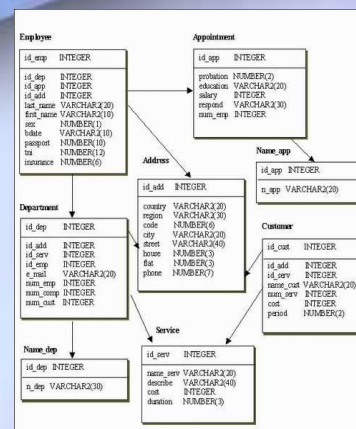 Employee
id_emp INTEGER
id_dep INTEGER
id_app INTEGER
id_add INTEGER
last_name VARCHAR2(20)
first_name VARCHAR2(10)
sex NUMBER(1)
bdate VARCHAR2(10)
passport NUMBER(10)
tni NUMBER(12)
insurance NUMBER(6)
Appointment
id_app INTEGER
probation NUMBER(2)
education VARCHAR2(20)
salary INTEGER
respond VARCHAR2(30)
num_emp INTEGER
Name_app
id_app INTEGER
n_app VARCHAR2(20)
Address
id_add INTEGER
country VARCHAR2(20)
region VARCHAR2(30)
code NUMBER(6)
city VARCHAR2(20)
street VARCHAR2(40)
house NUMBER(3)
flat NUMBER(3)
phone NUMBER(7)
Department
id_dep INTEGER
id_add INTEGER
id_serv INTEGER
id_emp INTEGER
e_mail VARCHAR2(20)
num_emp INTEGER
num_comp INTEGER
num_cust INTEGER
Customer
id_cust INTEGER
id_add INTEGER
id_serv INTEGER
name_cust VARCHAR2(20)
num_serv INTEGER
cost INTEGER
period NUMBER(2)
Name_dep
id_dep INTEGER
n_dep VARCHAR2(30)
Service
id_serv INTEGER
name_serv VARCHAR2(20)
describe VARCHAR2(40)
cost INTEGER
duration NUMBER(3)